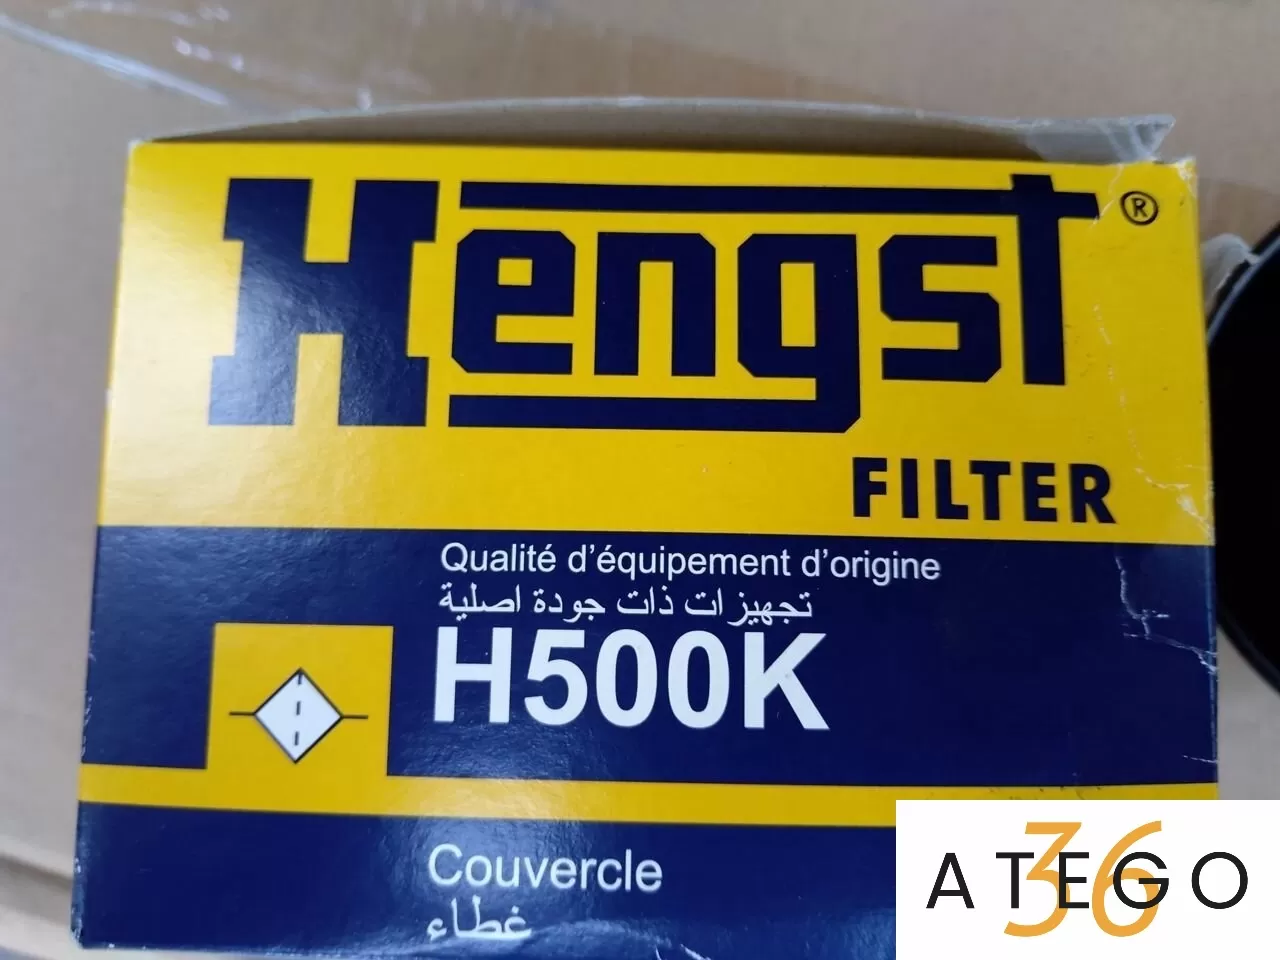 Hengst®
FILTER
Qualité d'équipement d'origine
تجهيزات ذات جودة اصلية
H500K
Couvercle
غطاء
ATEGO
36